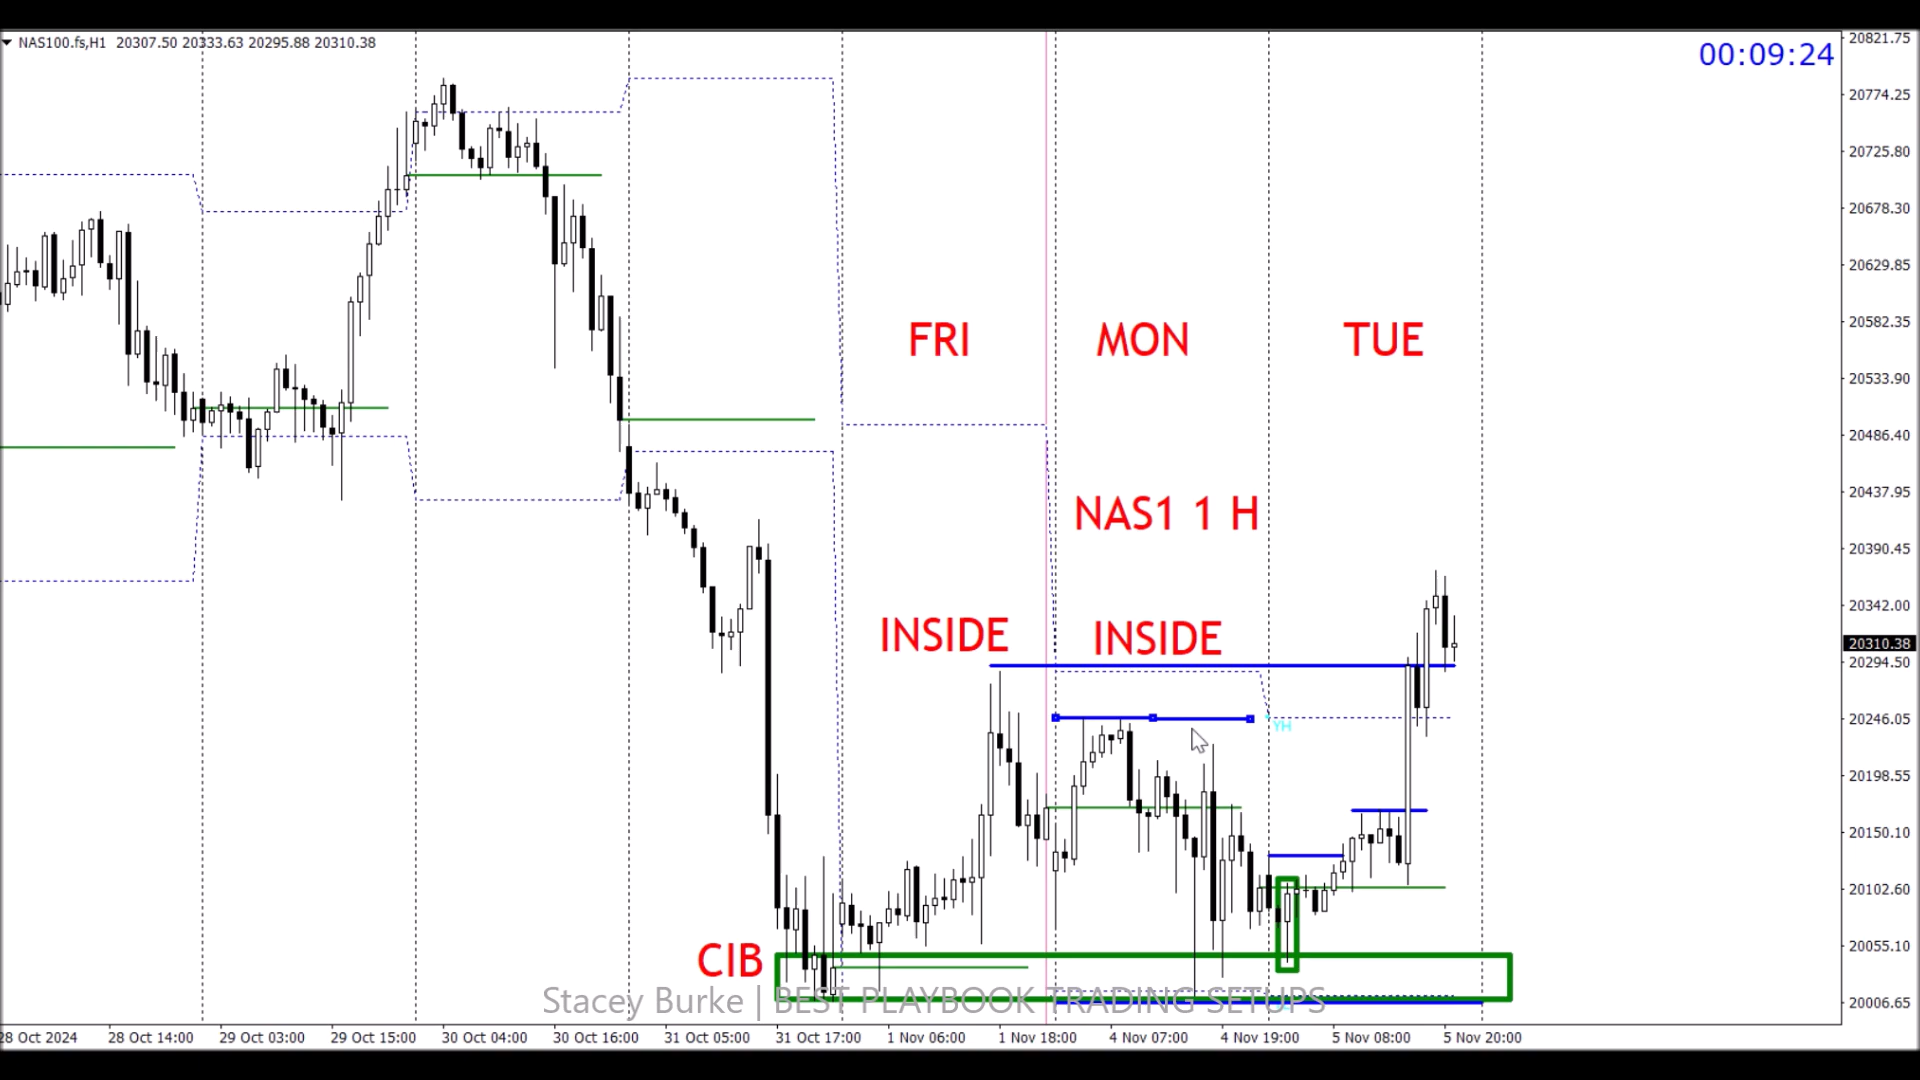 NAS100.fs,H1 20307.50 20333.63 20295.88 20310.38
00:09:24
20821.75
20774.25
20725.80
20678.30
20629.85
20582.35
20533.90
20486.40
20437.95
20390.45
20342.00
20310.38
20294.50
20246.05
20198.55
20150.10
20102.60
20055.10
20006.65
FRI MON TUE
NAS1 1 H
INSIDE INSIDE
YH
CIB
Stacey Burke | BEST PLAYBOOK TRADING SETUPS
28 Oct 2024 28 Oct 14:00 29 Oct 03:00 29 Oct 15:00 30 Oct 04:00 30 Oct 16:00 31 Oct 05:00 31 Oct 17:00 1 Nov 06:00 1 Nov 18:00 4 Nov 07:00 4 Nov 19:00 5 Nov 08:00 5 Nov 20:00